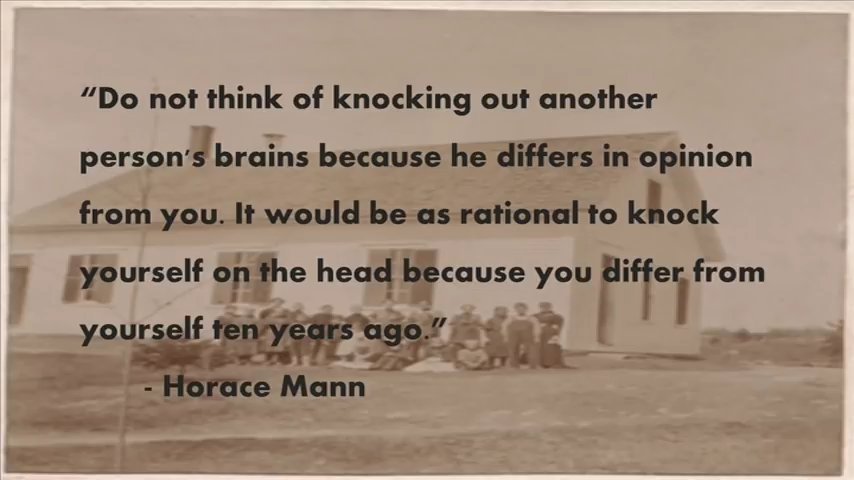 “Do not think of knocking out another
person's brains because he differs in opinion
from you. It would be as rational to knock
yourself on the head because you differ from
yourself ten years ago.”
- Horace Mann